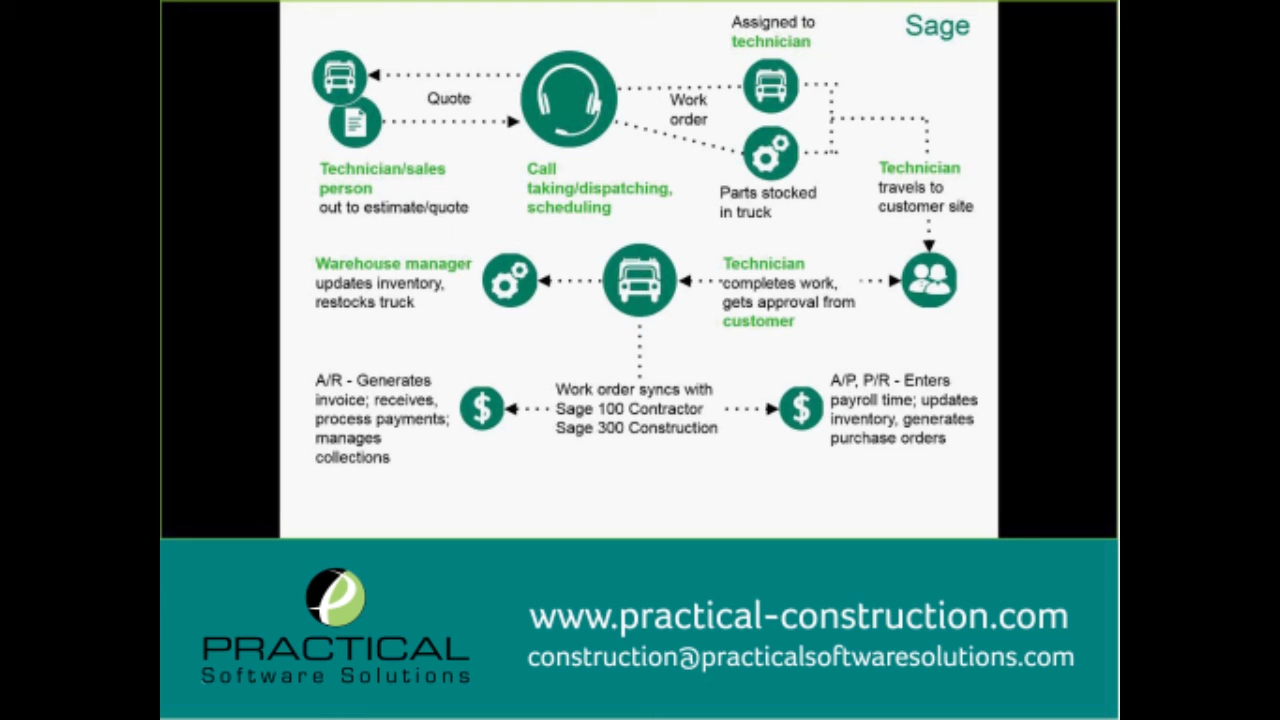 Assigned to
technician
Sage
Quote
Work
order
Technician/sales
person
out to estimate/quote
Call
taking/dispatching,
scheduling
Parts stocked
in truck
Technician
travels to
customer site
Warehouse manager
updates inventory,
restocks truck
Technician
completes work,
gets approval from
customer
A/R - Generates
invoice; receives,
process payments;
manages
collections
$
Work order syncs with
Sage 100 Contractor
Sage 300 Construction
$
A/P, P/R - Enters
payroll time; updates
inventory, generates
purchase orders
PRACTICAL
Software Solutions
www.practical-construction.com
construction@practicalsoftwaresolutions.com